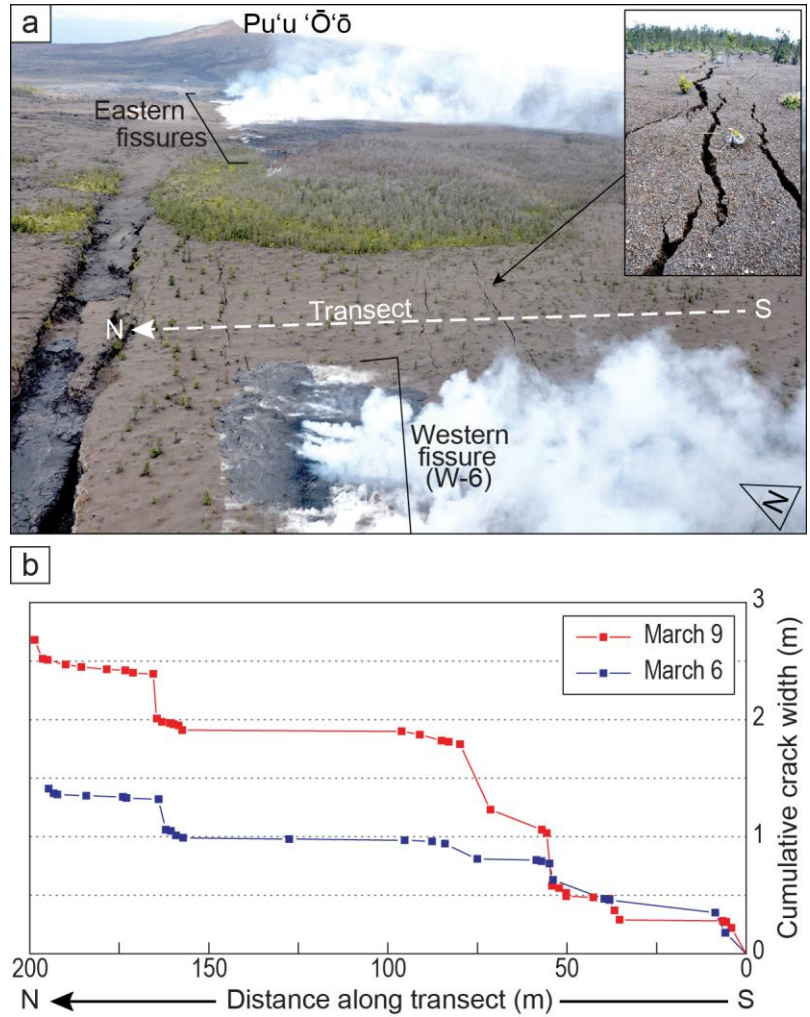 a
Pu‘u ‘Ō‘ō
Eastern
fissures
Transect
N
S
Western
fissure
(W-6)
N
b
3
2
1
0
Cumulative crack width (m)
March 9
March 6
200
150
100
50
0
N
Distance along transect (m)
S